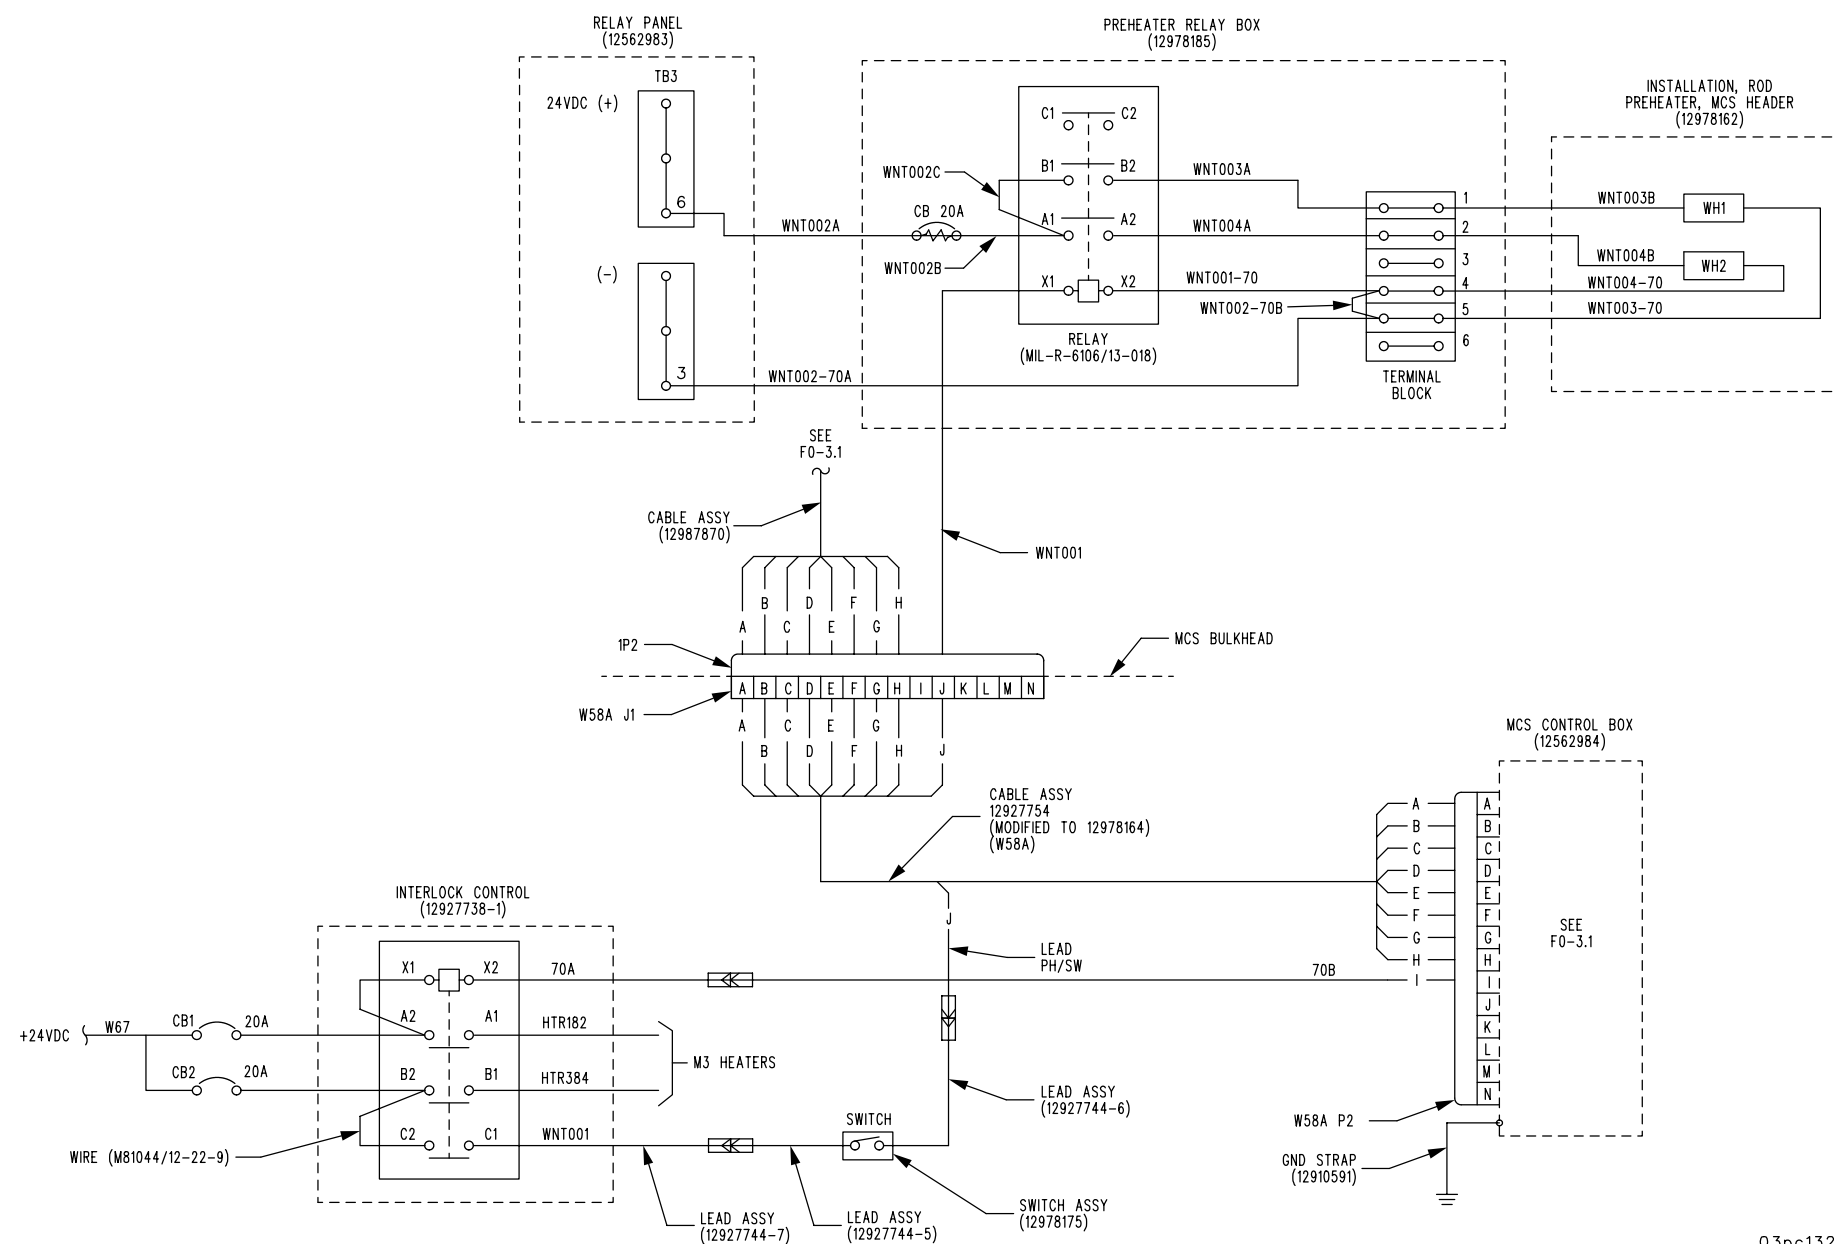 RELAY PANEL
(12562983)
TB3
24VDC (+)
6
(-)
3
WNT002A
WNT002-70A
PREHEATER RELAY BOX
(12978185)
C1
C2
B1
B2
A1
A2
X1
X2
WNT002C
CB 20A
WNT002B
WNT003A
WNT004A
WNT001-70
WNT002-70B
RELAY
(MIL-R-6106/13-018)
1
2
3
4
5
6
TERMINAL
BLOCK
INSTALLATION, ROD
PREHEATER, MCS HEADER
(12978162)
WNT003B
WH1
WNT004B
WH2
WNT004-70
WNT003-70
SEE
FO-3.1
CABLE ASSY
(12987870)
WNT001
B D F H
A C E G
1P2
MCS BULKHEAD
A B C D E F G H I J K L M N
W58A J1
A C E G
B D F H J
CABLE ASSY
12927754
(MODIFIED TO 12978164)
(W58A)
MCS CONTROL BOX
(12562984)
A A
B B
C C
D D
E E
F F
G G
H H
I I
J
K
L
M
N
SEE
FO-3.1
W58A P2
GND STRAP
(12910591)
J
LEAD
PH/SW
70B
INTERLOCK CONTROL
(12927738-1)
X1
X2
70A
A2
A1
HTR182
B2
B1
HTR384
C2
C1
WNT001
M3 HEATERS
+24VDC
W67
CB1
20A
CB2
20A
WIRE (M81044/12-22-9)
LEAD ASSY
(12927744-6)
SWITCH
SWITCH ASSY
(12978175)
LEAD ASSY
(12927744-7)
LEAD ASSY
(12927744-5)